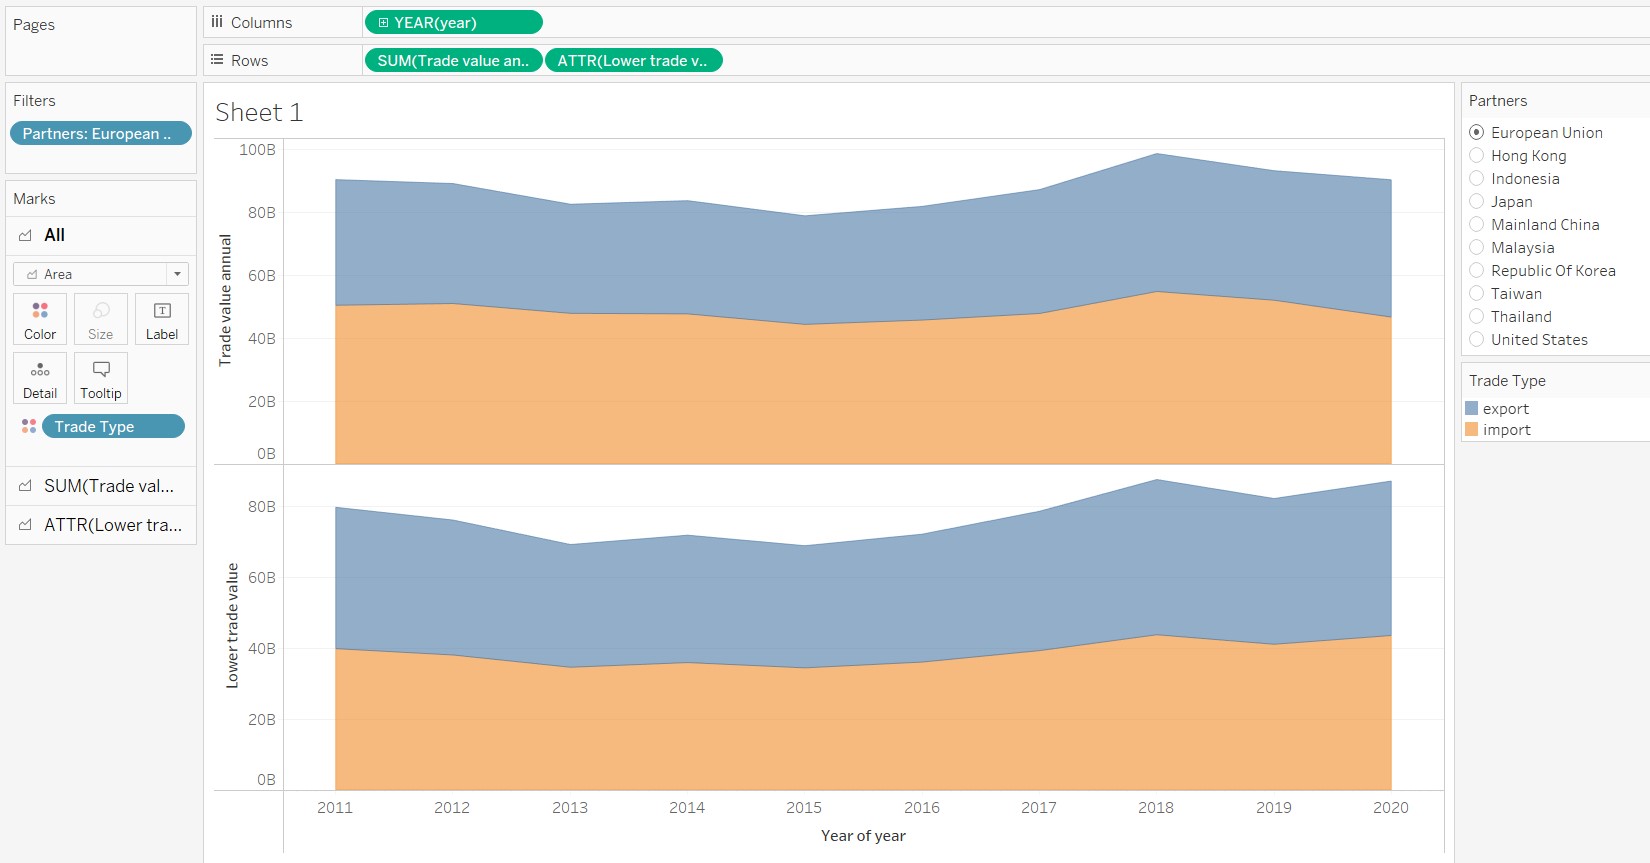 Pages
Columns
YEAR(year)
Rows
SUM(Trade value an..
ATTR(Lower trade v..
Filters
Partners: European ..
Marks
All
Area
Color
Size
Label
Detail
Tooltip
Trade Type
SUM(Trade val...
ATTR(Lower tra...
Sheet 1
Trade value annual
100B
80B
60B
40B
20B
0B
Lower trade value
80B
60B
40B
20B
0B
2011 2012 2013 2014 2015 2016 2017 2018 2019 2020
Year of year
Partners
European Union
Hong Kong
Indonesia
Japan
Mainland China
Malaysia
Republic Of Korea
Taiwan
Thailand
United States
Trade Type
export
import